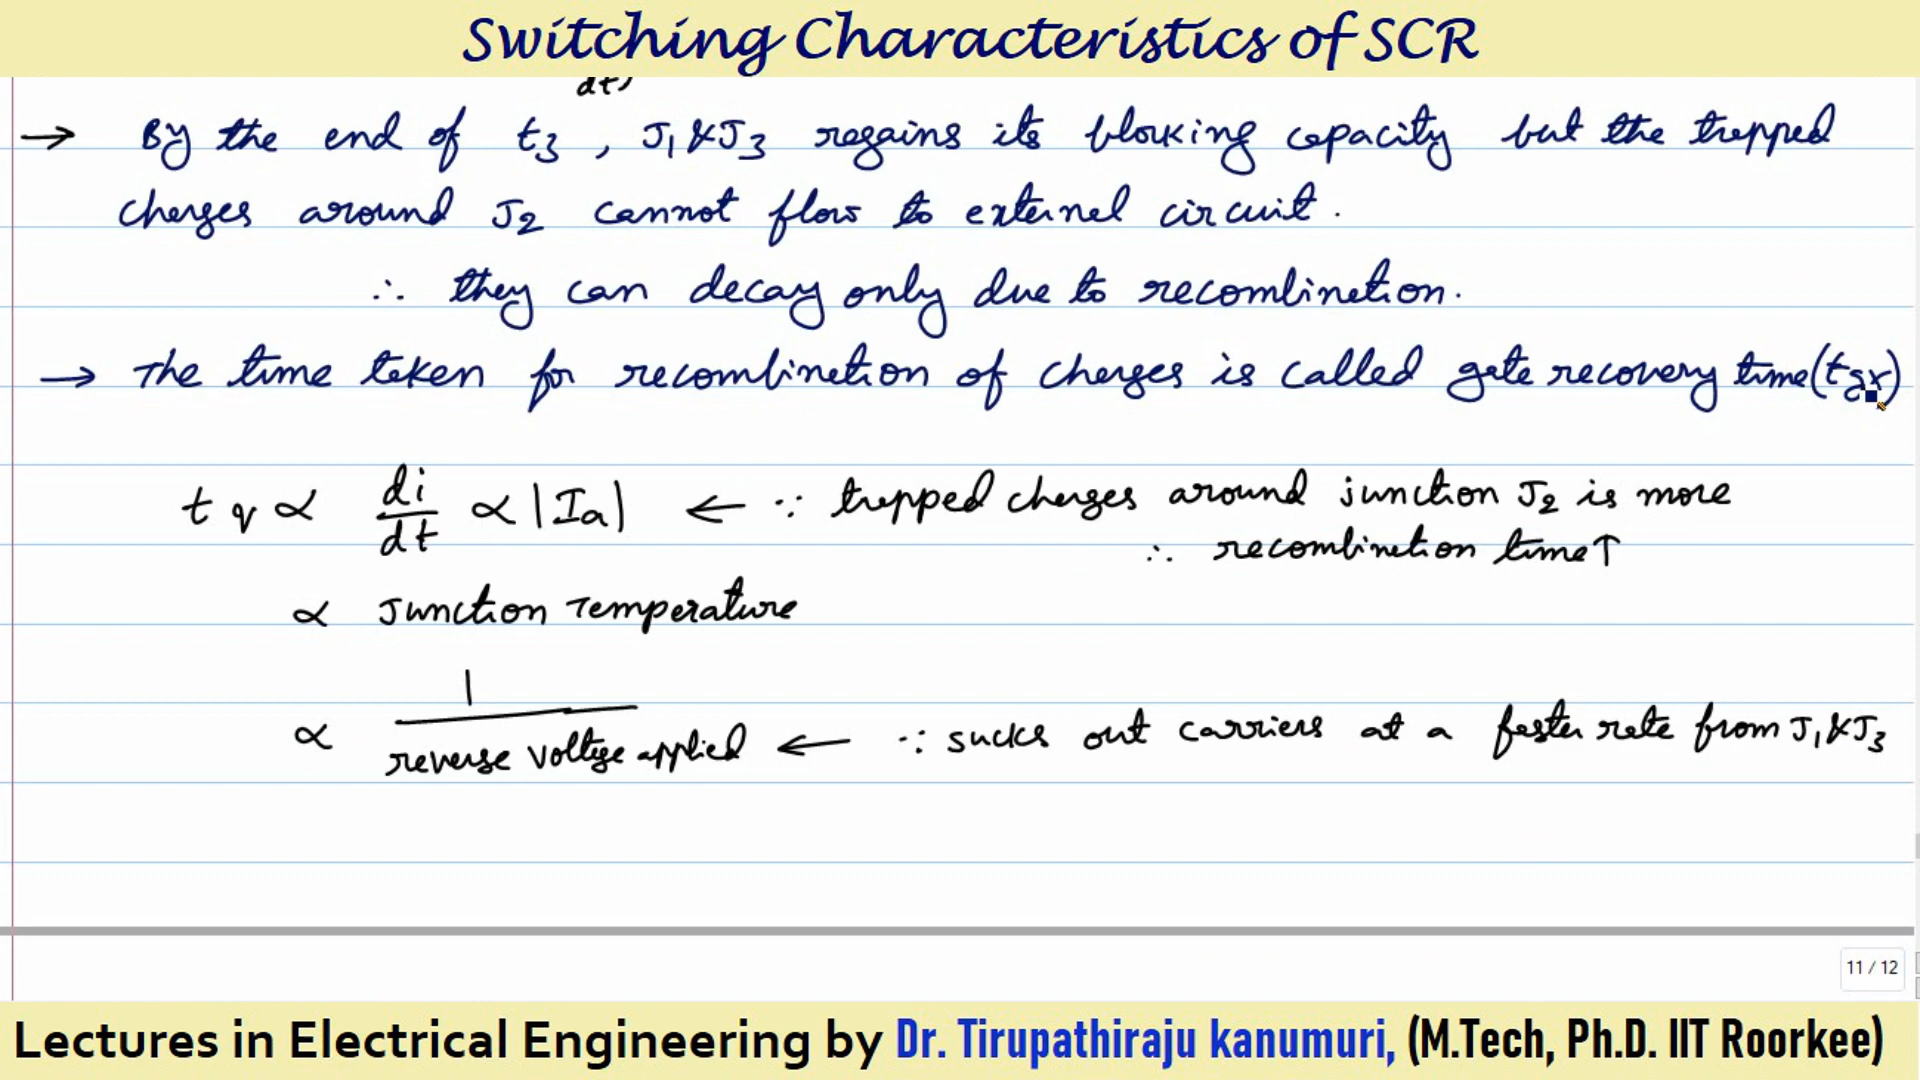 Switching Characteristics of SCR
dt)
→ By the end of t3 , J1 & J3 regains its blocking capacity but the trapped
charges around J2 cannot flow to external circuit.
∴ they can decay only due to recombination.
→ The time taken for recombination of charges is called gate recovery time (tgr)
tq ∝ di/dt ∝ |Ia| ← ∵ trapped charges around junction J2 is more
∴ recombination time ↑
∝ Junction Temperature
∝ 1/reverse voltage applied ← ∵ sucks out carriers at a faster rate from J1 & J3
11 / 12
Lectures in Electrical Engineering by Dr. Tirupathiraju kanumuri, (M.Tech, Ph.D. IIT Roorkee)